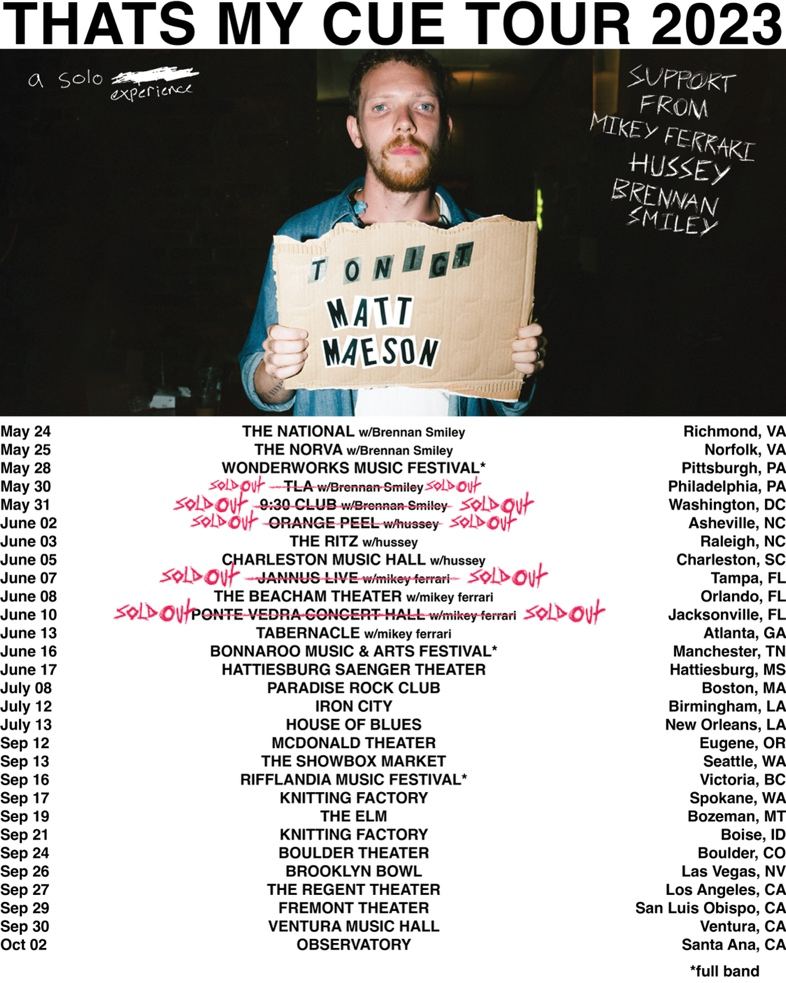 THATS MY CUE TOUR 2023
a solo
experience
SUPPORT
FROM
MIKEY FERRARI
HUSSEY
BRENNAN
SMILEY
TONIGT
MATT
MAESON
May 24 THE NATIONAL w/Brennan Smiley Richmond, VA
May 25 THE NORVA w/Brennan Smiley Norfolk, VA
May 28 WONDERWORKS MUSIC FESTIVAL* Pittsburgh, PA
May 30 SOLD OUT TLA w/Brennan Smiley SOLD OUT Philadelphia, PA
May 31 SOLD OUT 9:30 CLUB w/Brennan Smiley SOLD OUT Washington, DC
June 02 SOLD OUT ORANGE PEEL w/hussey SOLD OUT Asheville, NC
June 03 THE RITZ w/hussey Raleigh, NC
June 05 CHARLESTON MUSIC HALL w/hussey Charleston, SC
June 07 SOLD OUT JANNUS LIVE w/mikey ferrari SOLD OUT Tampa, FL
June 08 THE BEACHAM THEATER w/mikey ferrari Orlando, FL
June 10 SOLD OUT PONTE VEDRA CONCERT HALL w/mikey ferrari SOLD OUT Jacksonville, FL
June 13 TABERNACLE w/mikey ferrari Atlanta, GA
June 16 BONNAROO MUSIC & ARTS FESTIVAL* Manchester, TN
June 17 HATTIESBURG SAENGER THEATER Hattiesburg, MS
July 08 PARADISE ROCK CLUB Boston, MA
July 12 IRON CITY Birmingham, LA
July 13 HOUSE OF BLUES New Orleans, LA
Sep 12 MCDONALD THEATER Eugene, OR
Sep 13 THE SHOWBOX MARKET Seattle, WA
Sep 16 RIFFLANDIA MUSIC FESTIVAL* Victoria, BC
Sep 17 KNITTING FACTORY Spokane, WA
Sep 19 THE ELM Bozeman, MT
Sep 21 KNITTING FACTORY Boise, ID
Sep 24 BOULDER THEATER Boulder, CO
Sep 26 BROOKLYN BOWL Las Vegas, NV
Sep 27 THE REGENT THEATER Los Angeles, CA
Sep 29 FREMONT THEATER San Luis Obispo, CA
Sep 30 VENTURA MUSIC HALL Ventura, CA
Oct 02 OBSERVATORY Santa Ana, CA
*full band